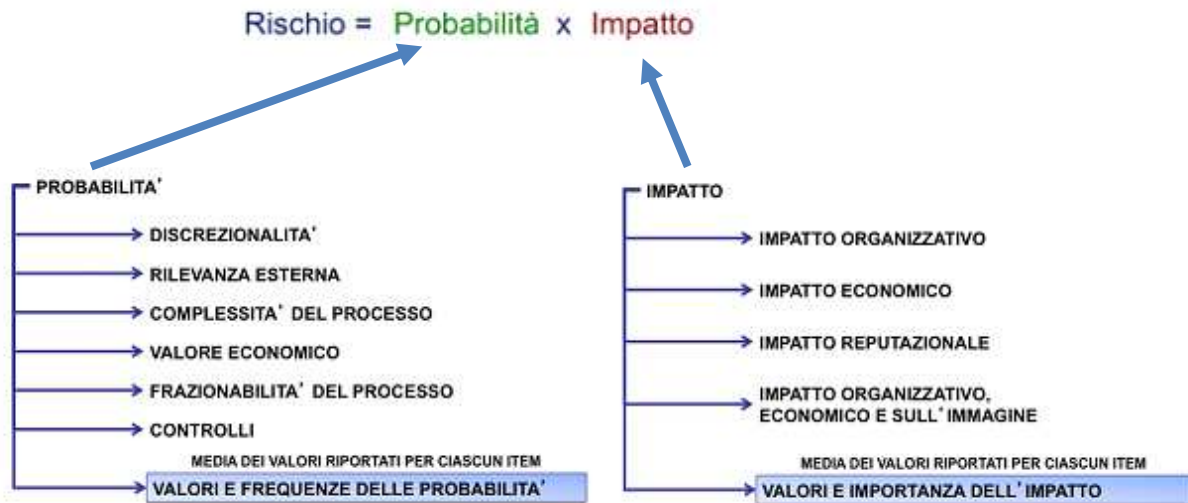 Rischio = Probabilità x Impatto
PROBABILITA'
DISCREZIONALITA'
RILEVANZA ESTERNA
COMPLESSITA' DEL PROCESSO
VALORE ECONOMICO
FRAZIONABILITA' DEL PROCESSO
CONTROLLI
MEDIA DEI VALORI RIPORTATI PER CIASCUN ITEM
VALORI E FREQUENZE DELLE PROBABILITA'
IMPATTO
IMPATTO ORGANIZZATIVO
IMPATTO ECONOMICO
IMPATTO REPUTAZIONALE
IMPATTO ORGANIZZATIVO,
ECONOMICO E SULL'IMMAGINE
MEDIA DEI VALORI RIPORTATI PER CIASCUN ITEM
VALORI E IMPORTANZA DELL'IMPATTO